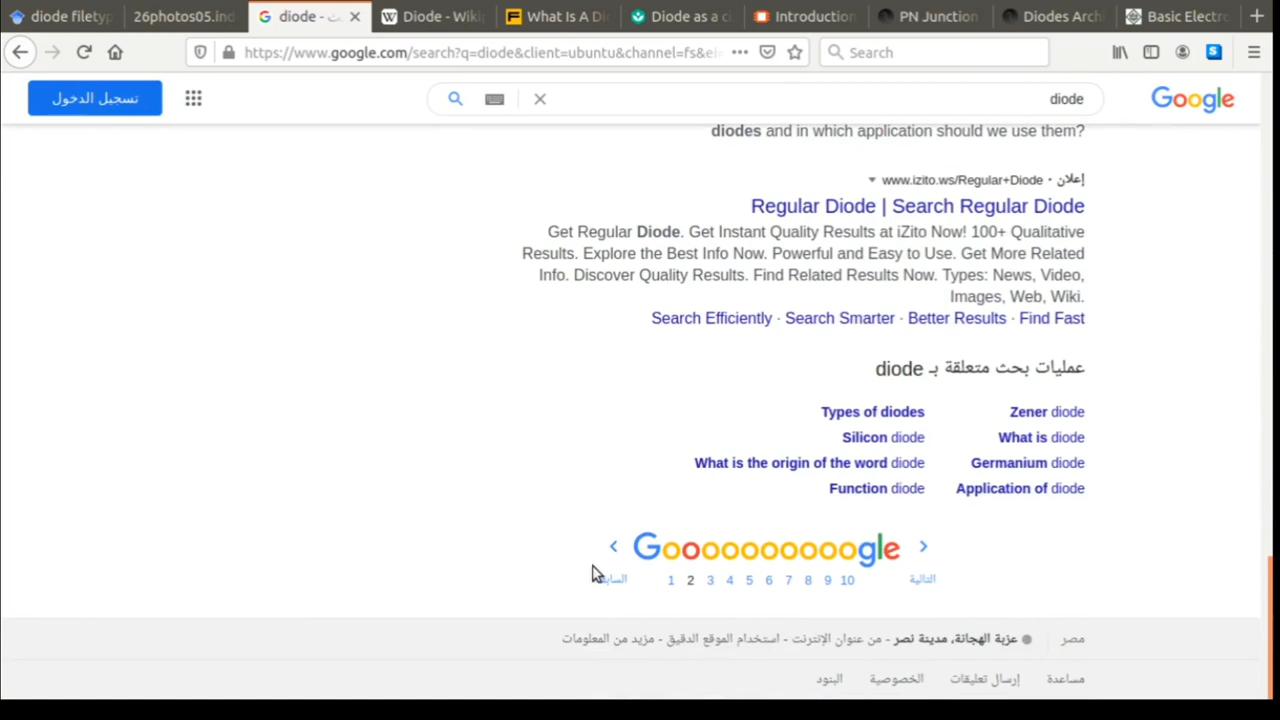 diode filetyp
26photos05.ind
diode - بحث
Diode - Wiki
What Is A Di
Diode as a ci
Introduction
PN Junction
Diodes Archi
Basic Electro
https://www.google.com/search?q=diode&client=ubuntu&channel=fs&ei
Search
تسجيل الدخول
diode
Google
diodes and in which application should we use them?
إعلان · www.izito.ws/Regular+Diode
Regular Diode | Search Regular Diode
Get Regular Diode. Get Instant Quality Results at iZito Now! 100+ Qualitative
Results. Explore the Best Info Now. Powerful and Easy to Use. Get More Related
Info. Discover Quality Results. Find Related Results Now. Types: News, Video,
Images, Web, Wiki.
Search Efficiently · Search Smarter · Better Results · Find Fast
عمليات بحث متعلقة بـ diode
Types of diodes
Zener diode
Silicon diode
What is diode
What is the origin of the word diode
Germanium diode
Function diode
Application of diode
Goooooooooogle
السابقة
1 2 3 4 5 6 7 8 9 10
التالية
مصر
عزبة الهجانة، مدينة نصر - من عنوان الإنترنت - استخدام الموقع الدقيق - مزيد من المعلومات
مساعدة
إرسال تعليقات
الخصوصية
البنود